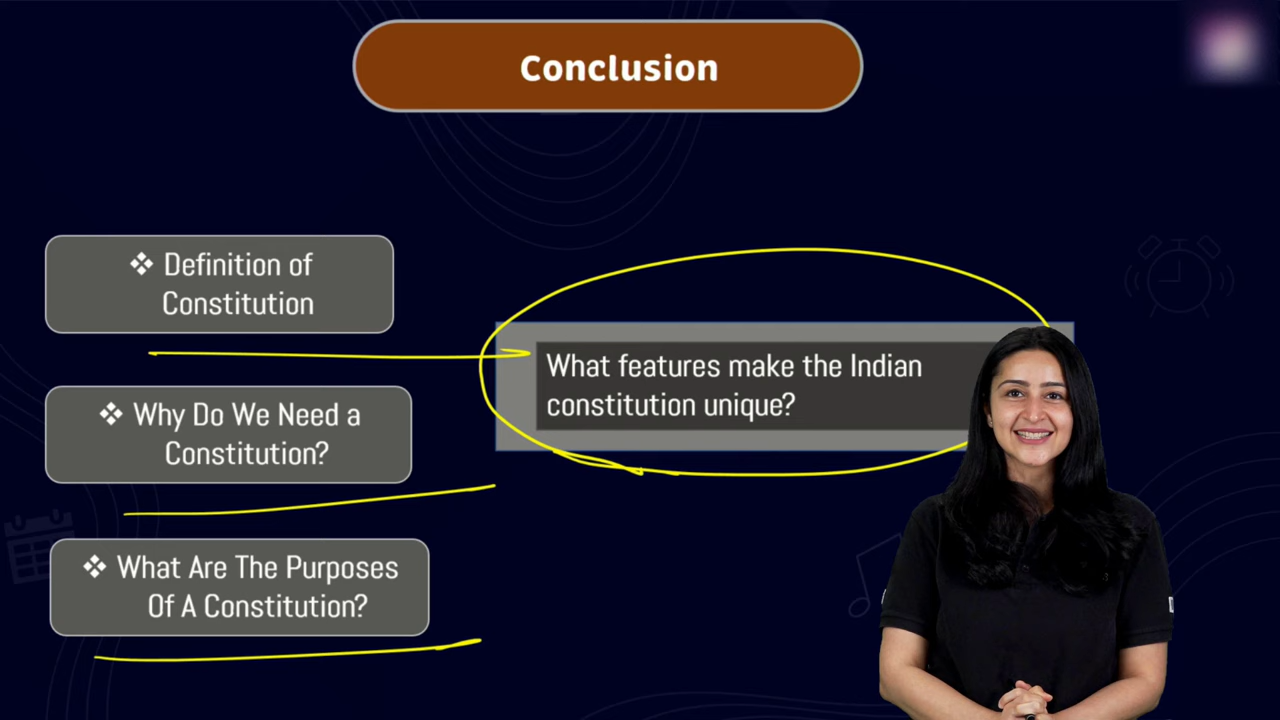 Conclusion
❖ Definition of
Constitution
❖ Why Do We Need a
Constitution?
❖ What Are The Purposes
Of A Constitution?
What features make the Indian
constitution unique?